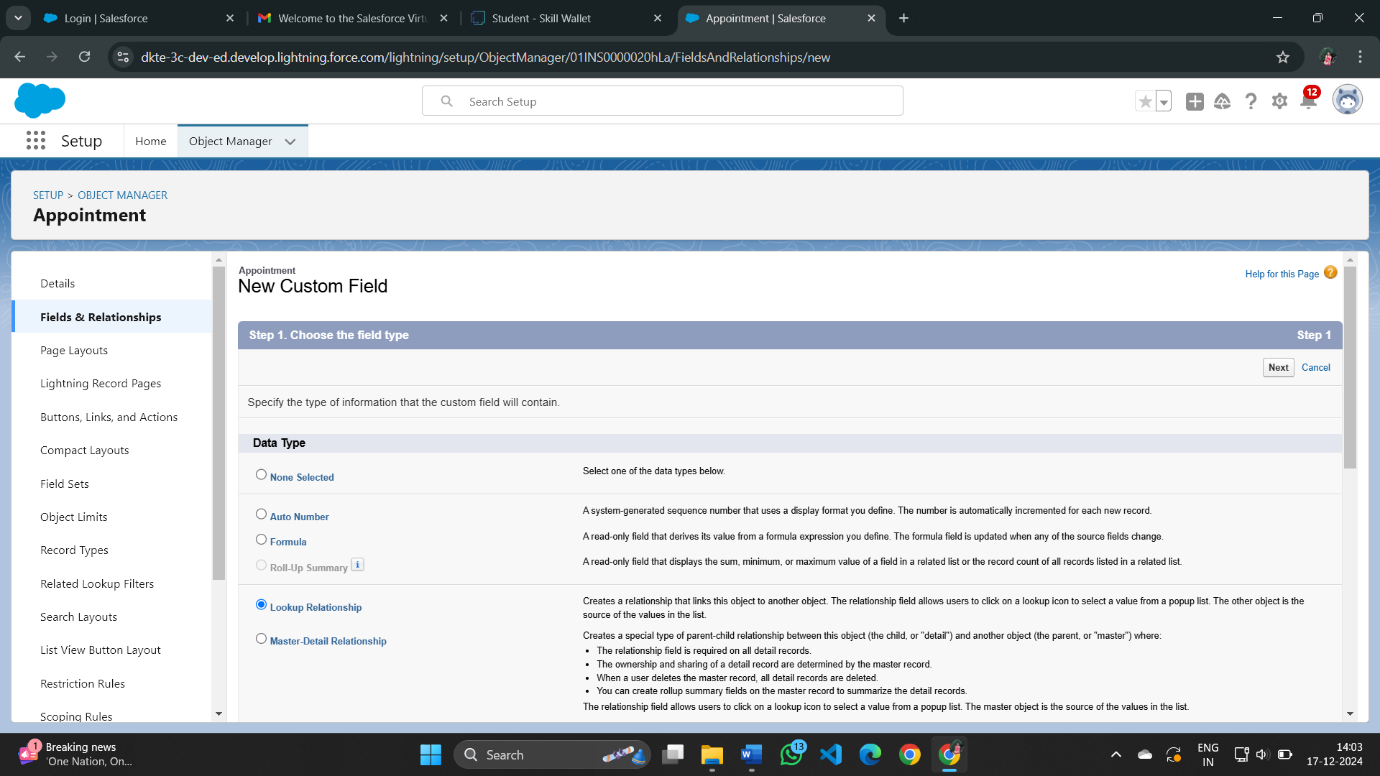 Login | Salesforce
Welcome to the Salesforce Virtu
Student - Skill Wallet
Appointment | Salesforce
dkte-3c-dev-ed.develop.lightning.force.com/lightning/setup/ObjectManager/01INS0000020hLa/FieldsAndRelationships/new
Search Setup
12
Setup
Home
Object Manager
SETUP > OBJECT MANAGER
Appointment
Details
Fields & Relationships
Page Layouts
Lightning Record Pages
Buttons, Links, and Actions
Compact Layouts
Field Sets
Object Limits
Record Types
Related Lookup Filters
Search Layouts
List View Button Layout
Restriction Rules
Scoping Rules
Appointment
New Custom Field
Help for this Page
Step 1. Choose the field type
Step 1
Next
Cancel
Specify the type of information that the custom field will contain.
Data Type
None Selected
Select one of the data types below.
Auto Number
A system-generated sequence number that uses a display format you define. The number is automatically incremented for each new record.
Formula
A read-only field that derives its value from a formula expression you define. The formula field is updated when any of the source fields change.
Roll-Up Summary
A read-only field that displays the sum, minimum, or maximum value of a field in a related list or the record count of all records listed in a related list.
Lookup Relationship
Creates a relationship that links this object to another object. The relationship field allows users to click on a lookup icon to select a value from a popup list. The other object is the
source of the values in the list.
Master-Detail Relationship
Creates a special type of parent-child relationship between this object (the child, or "detail") and another object (the parent, or "master") where:
• The relationship field is required on all detail records.
• The ownership and sharing of a detail record are determined by the master record.
• When a user deletes the master record, all detail records are deleted.
• You can create rollup summary fields on the master record to summarize the detail records.
The relationship field allows users to click on a lookup icon to select a value from a popup list. The master object is the source of the values in the list.
1
Breaking news
'One Nation, On...
Search
13
ENG
IN
14:03
17-12-2024